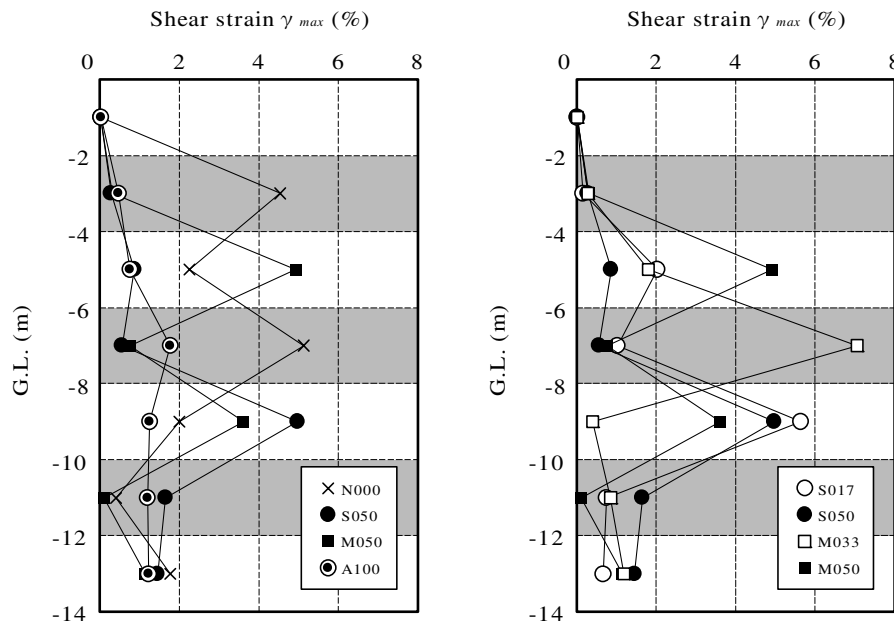 Shear strain γ max (%)
0 2 4 6 8
-2
-4
-6
-8
-10
-12
-14
G.L. (m)
N000
S050
M050
A100
Shear strain γ max (%)
0 2 4 6 8
-2
-4
-6
-8
-10
-12
-14
G.L. (m)
S017
S050
M033
M050